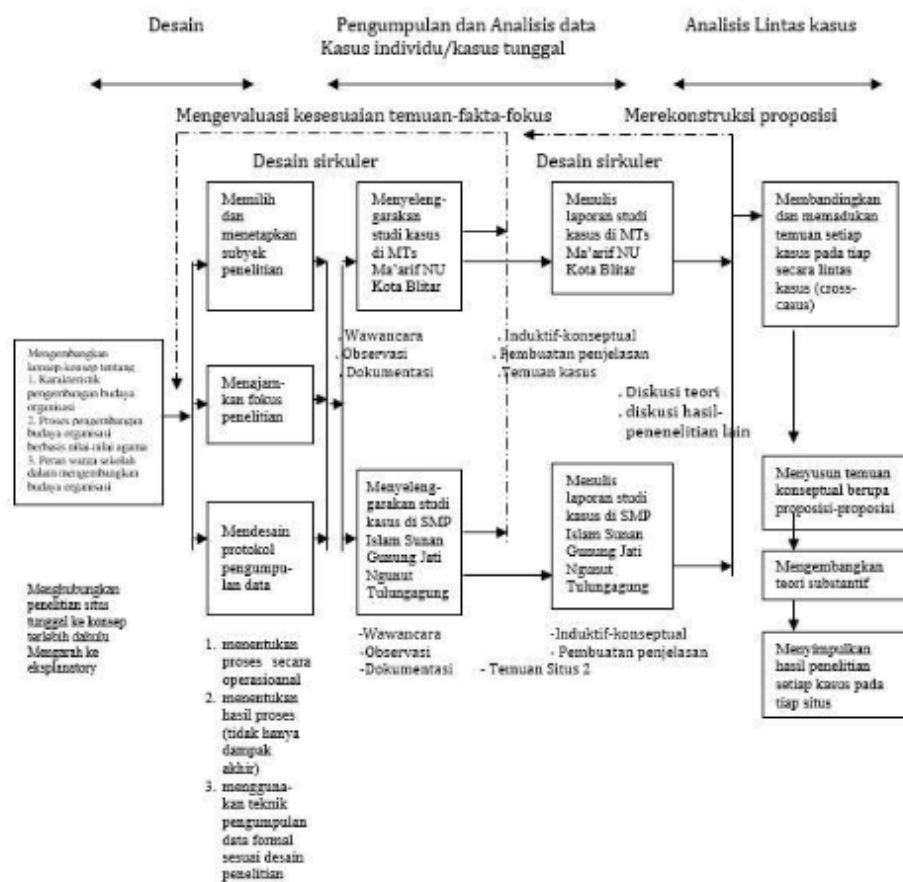 Desain
Pengumpulan dan Analisis data
Kasus individu/kasus tunggal
Analisis Lintas kasus
Mengevaluasi kesesuaian temuan-fakta-fokus
Merekonstruksi proposisi
Desain sirkuler
Desain sirkuler
Mengembangkan
konsep-konsep tentang
1. Karakteristik
pengembangan budaya
organisasi
2. Proses pengembangan
budaya organisasi
berbasis nilai-nilai agama
3. Peran warga sekolah
dalam mengembangkan
budaya organisasi
Menghubungkan
penelitian situs
tunggal ke konsep
terlebih dahulu
Mengarah ke
eksplanatory
Memilih
dan
menetapkan
subyek
penelitian
Menajam-
kan fokus
penelitian
Mendesain
protokol
pengumpu-
lan data
1. menentukan
proses secara
operasioanal
2. menentukan
hasil proses
(tidak hanya
dampak
akhir)
3. mengguna-
kan teknik
pengumpulan
data formal
sesuai desain
penelitian
Menyeleng-
garakan
studi kasus
di MTs
Ma'arif NU
Kota Blitar
. Wawancara
. Observasi
. Dokumentasi
Menyeleng-
garakan studi
kasus di SMP
Islam Sunan
Gunung Jati
Ngunut
Tulungagung
-Wawancara
-Observasi
-Dokumentasi
Menulis
laporan studi
kasus di MTs
Ma'arif NU
Kota Blitar
. Induktif-konseptual
. Pembuatan penjelasan
. Temuan kasus
. Diskusi teori
. diskusi hasil-
penenelitian lain
Menulis
laporan studi
kasus di SMP
Islam Sunan
Gunung Jati
Ngunut
Tulungagung
-Induktif-konseptual
- Pembuatan penjelasan
- Temuan Situs 2
Membandingkan
dan memadukan
temuan setiap
kasus pada tiap
secara lintas
kasus (cross-
casus)
Menyusun temuan
konseptual berupa
proposisi-proposisi
Mengembangkan
teori substantif
Menyimpulkan
hasil penelitian
setiap kasus pada
tiap situs